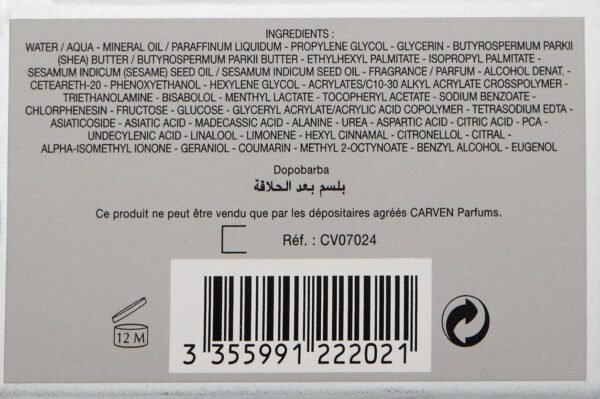 INGREDIENTS :
WATER / AQUA - MINERAL OIL / PARAFFINUM LIQUIDUM - PROPYLENE GLYCOL - GLYCERIN - BUTYROSPERMUM PARKII
(SHEA) BUTTER / BUTYROSPERMUM PARKII BUTTER - ETHYLHEXYL PALMITATE - ISOPROPYL PALMITATE -
SESAMUM INDICUM (SESAME) SEED OIL / SESAMUM INDICUM SEED OIL - FRAGRANCE / PARFUM - ALCOHOL DENAT. -
CETEARETH-20 - PHENOXYETHANOL - HEXYLENE GLYCOL - ACRYLATES/C10-30 ALKYL ACRYLATE CROSSPOLYMER -
TRIETHANOLAMINE - BISABOLOL - MENTHYL LACTATE - TOCOPHERYL ACETATE - SODIUM BENZOATE -
CHLORPHENESIN - FRUCTOSE - GLUCOSE - GLYCERYL ACRYLATE/ACRYLIC ACID COPOLYMER - TETRASODIUM EDTA -
ASIATICOSIDE - ASIATIC ACID - MADECASSIC ACID - ALANINE - UREA - ASPARTIC ACID - CITRIC ACID - PCA -
UNDECYLENIC ACID - LINALOOL - LIMONENE - HEXYL CINNAMAL - CITRONELLOL - CITRAL -
ALPHA-ISOMETHYL IONONE - GERANIOL - COUMARIN - METHYL 2-OCTYNOATE - BENZYL ALCOHOL - EUGENOL
Dopobarba
بلسم بعد الحلاقة
Ce produit ne peut être vendu que par les dépositaires agréés CARVEN Parfums.
Réf. : CV07024
12 M
3 355991 222021